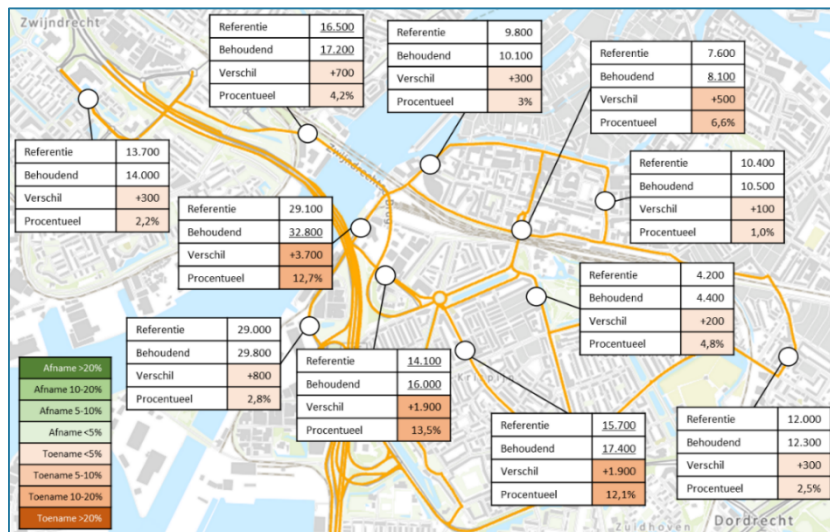 Zwijndrecht
Referentie 16.500
Behoudend 17.200
Verschil +700
Procentueel 4,2%
Referentie 9.800
Behoudend 10.100
Verschil +300
Procentueel 3%
Referentie 7.600
Behoudend 8.100
Verschil +500
Procentueel 6,6%
Referentie 13.700
Behoudend 14.000
Verschil +300
Procentueel 2,2%
Zwijndrechtse Brug
Referentie 10.400
Behoudend 10.500
Verschil +100
Procentueel 1,0%
Referentie 29.100
Behoudend 32.800
Verschil +3.700
Procentueel 12,7%
Referentie 4.200
Behoudend 4.400
Verschil +200
Procentueel 4,8%
Referentie 29.000
Behoudend 29.800
Verschil +800
Procentueel 2,8%
Referentie 14.100
Behoudend 16.000
Verschil +1.900
Procentueel 13,5%
Krispijn
Referentie 15.700
Behoudend 17.400
Verschil +1.900
Procentueel 12,1%
Referentie 12.000
Behoudend 12.300
Verschil +300
Procentueel 2,5%
Afname >20%
Afname 10-20%
Afname 5-10%
Afname <5%
Toename <5%
Toename 5-10%
Toename 10-20%
Toename >20%
Zuidhoven
Dordrecht